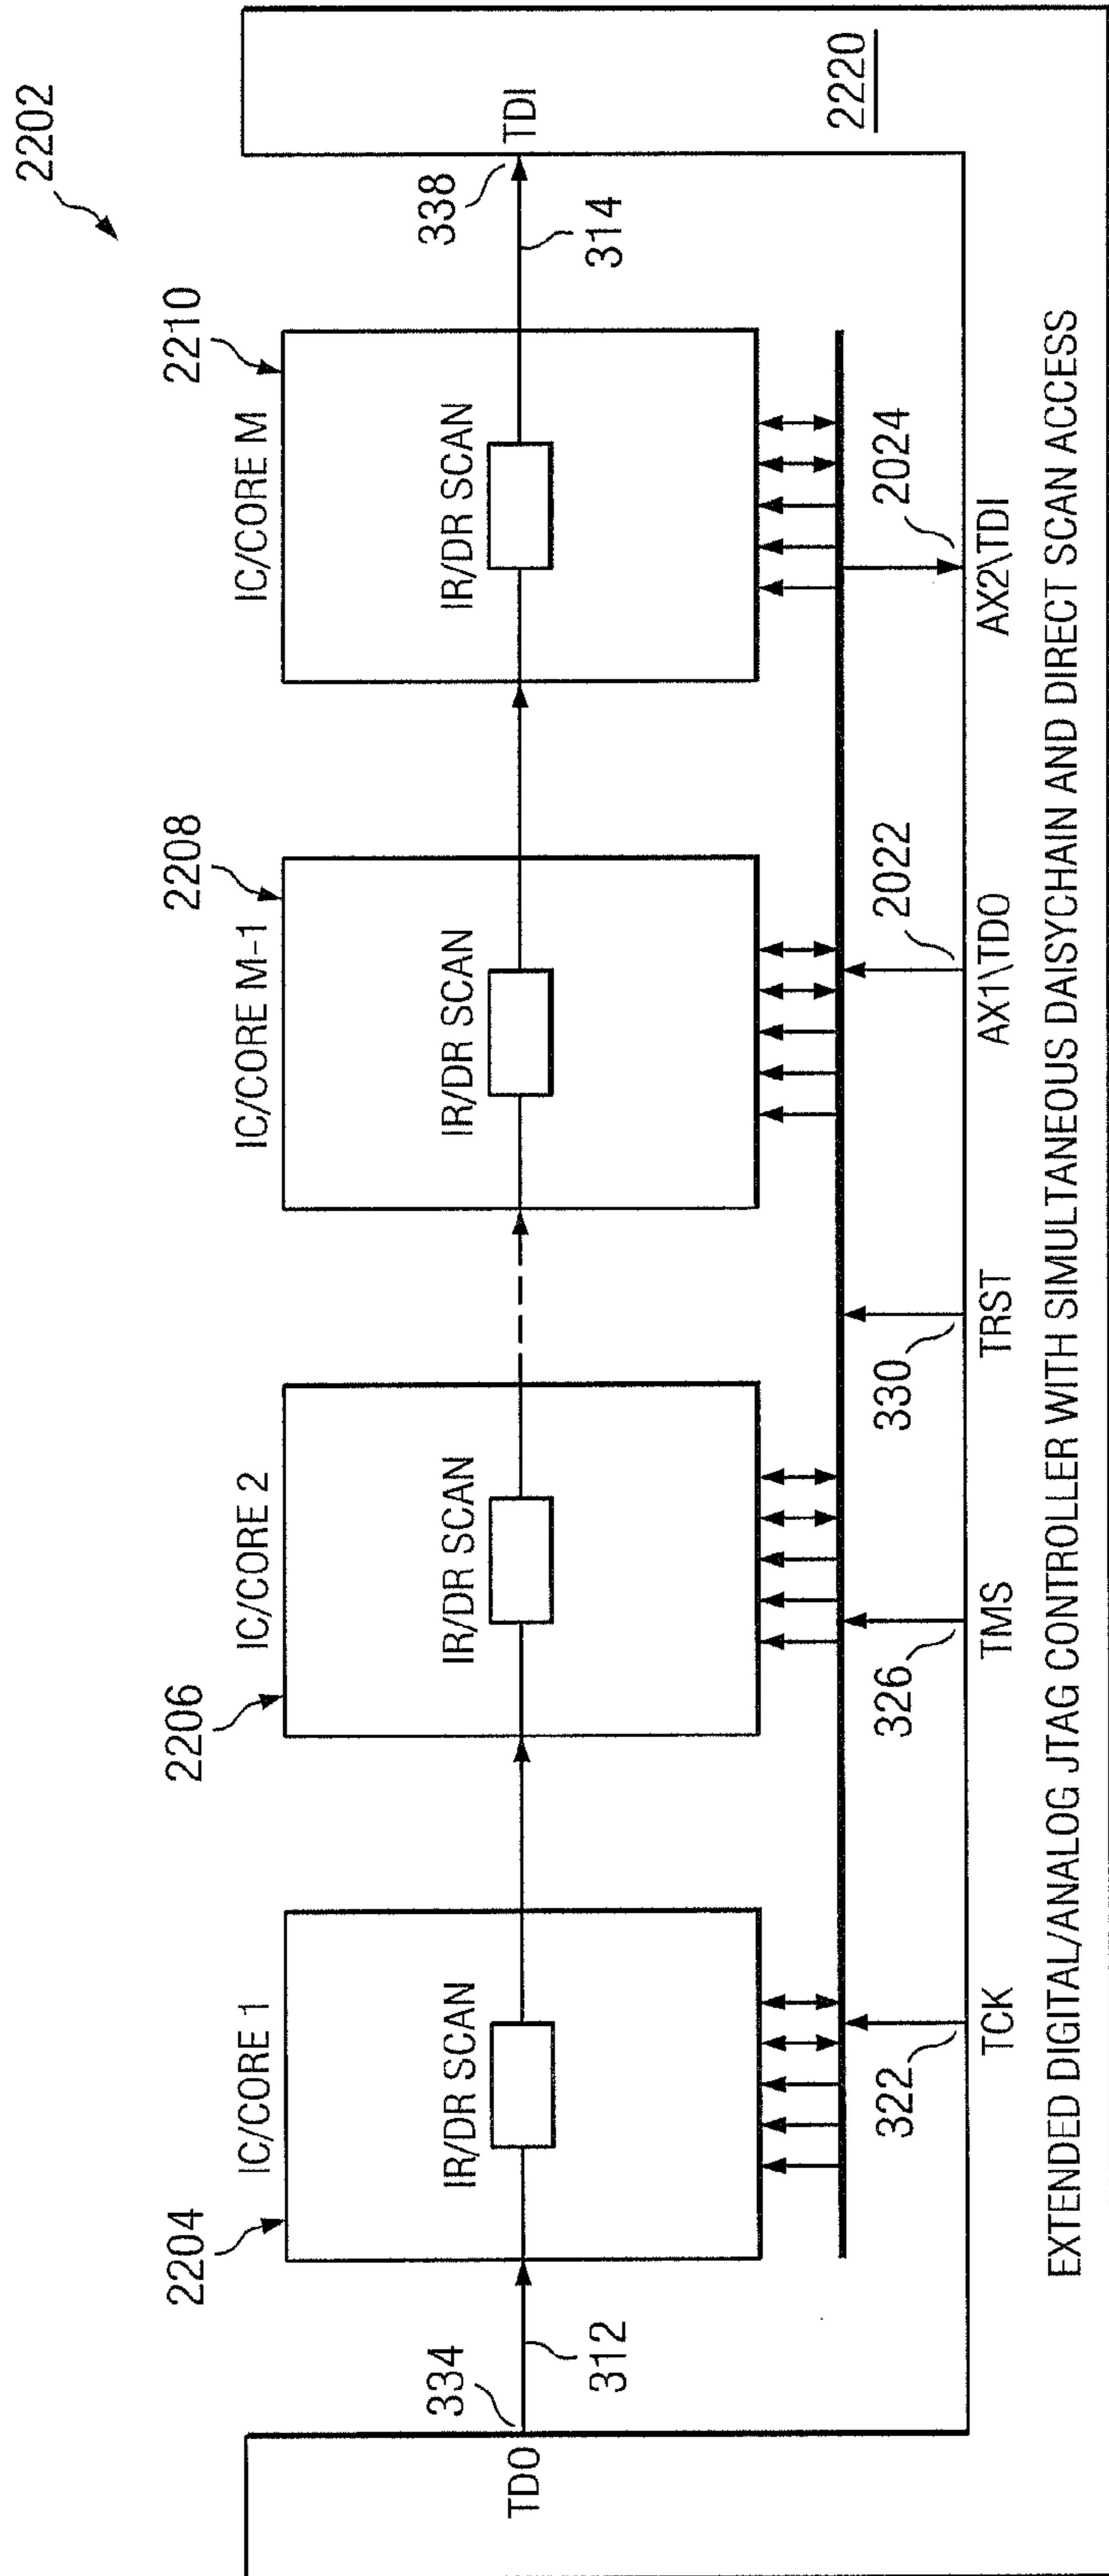 2202
2204
IC/CORE 1
2206
IC/CORE 2
2208
IC/CORE M-1
2210
IC/CORE M
IR/DR SCAN
IR/DR SCAN
IR/DR SCAN
IR/DR SCAN
TDO
334
312
338
314
TDI
322
326
330
2022
2024
2220
TCK
TMS
TRST
AX1\TDO
AX2\TDI
EXTENDED DIGITAL/ANALOG JTAG CONTROLLER WITH SIMULTANEOUS DAISYCHAIN AND DIRECT SCAN ACCESS